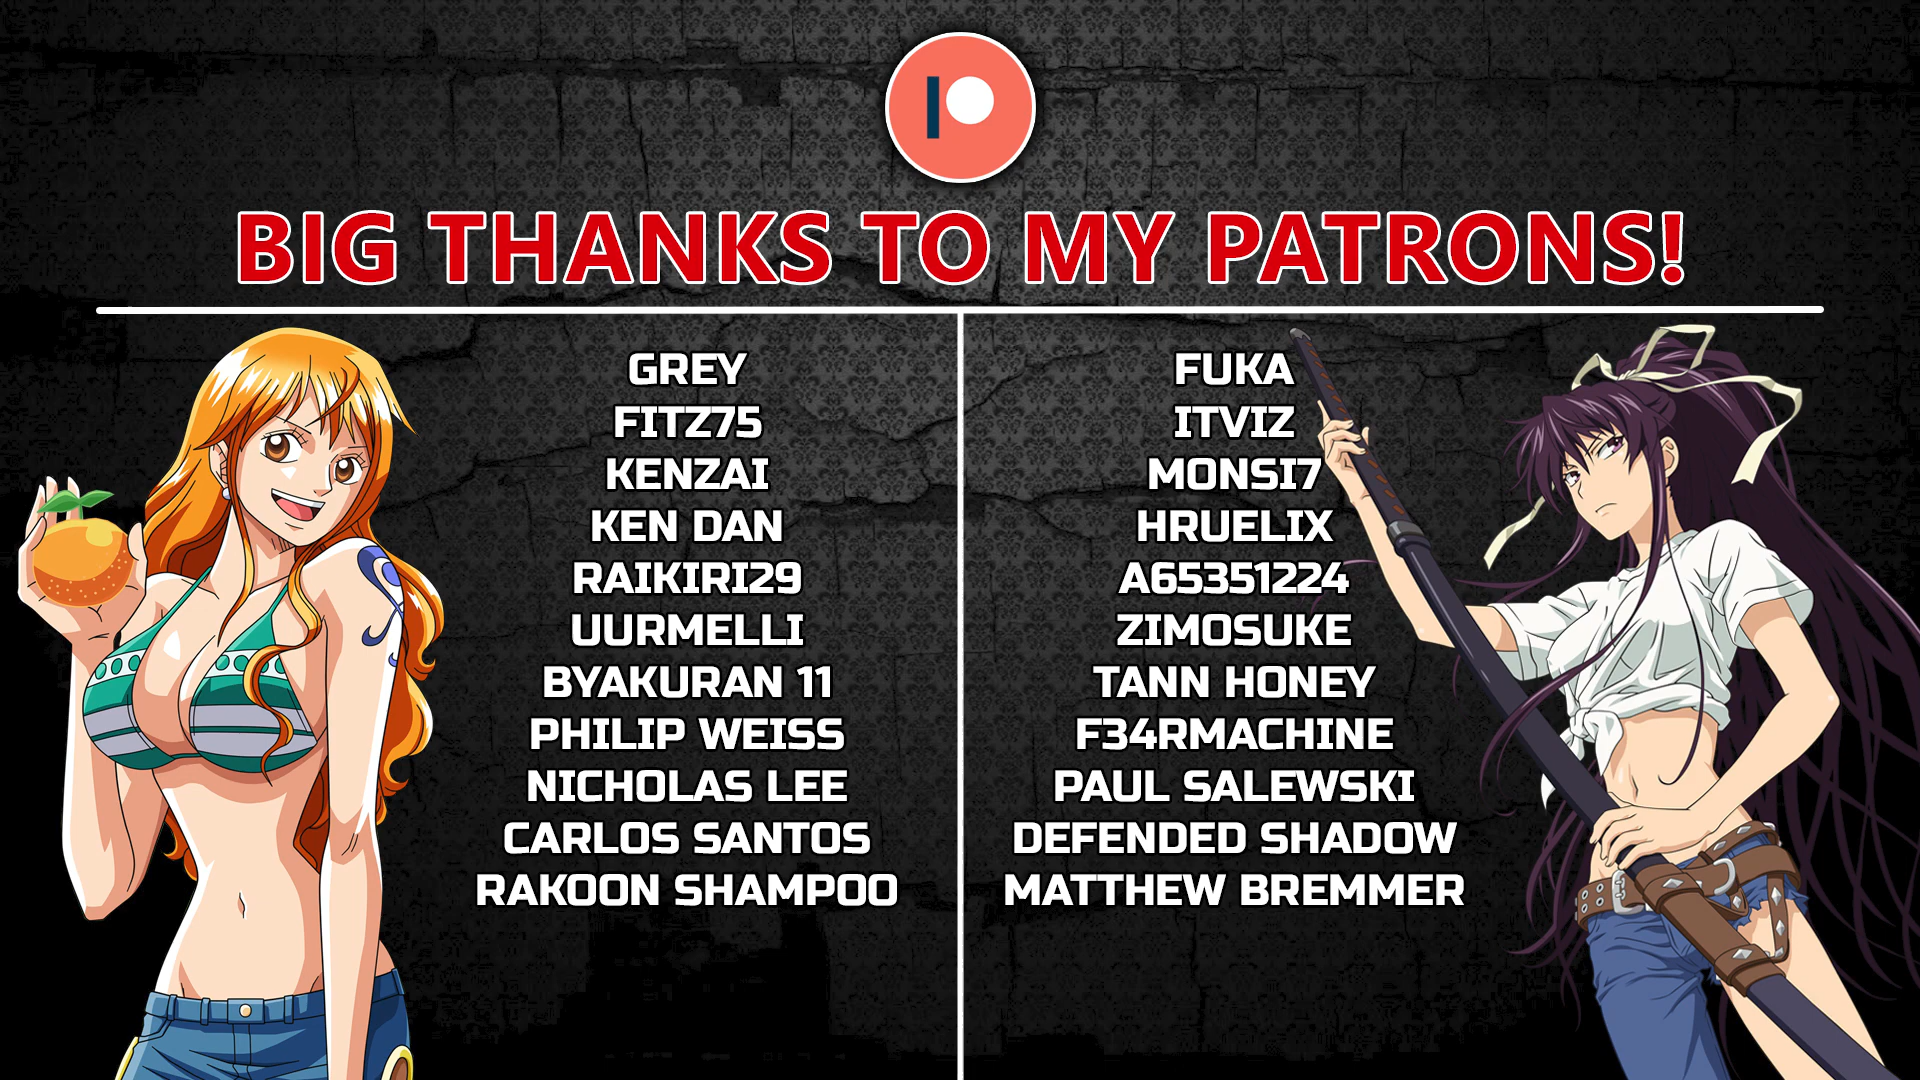 BIG THANKS TO MY PATRONS!
GREY
FITZ75
KENZAI
KEN DAN
RAIKIRI29
UURMELLI
BYAKURAN 11
PHILIP WEISS
NICHOLAS LEE
CARLOS SANTOS
RAKOON SHAMPOO
FUKA
ITVIZ
MONSI7
HRUELIX
A65351224
ZIMOSUKE
TANN HONEY
F34RMACHINE
PAUL SALEWSKI
DEFENDED SHADOW
MATTHEW BREMMER